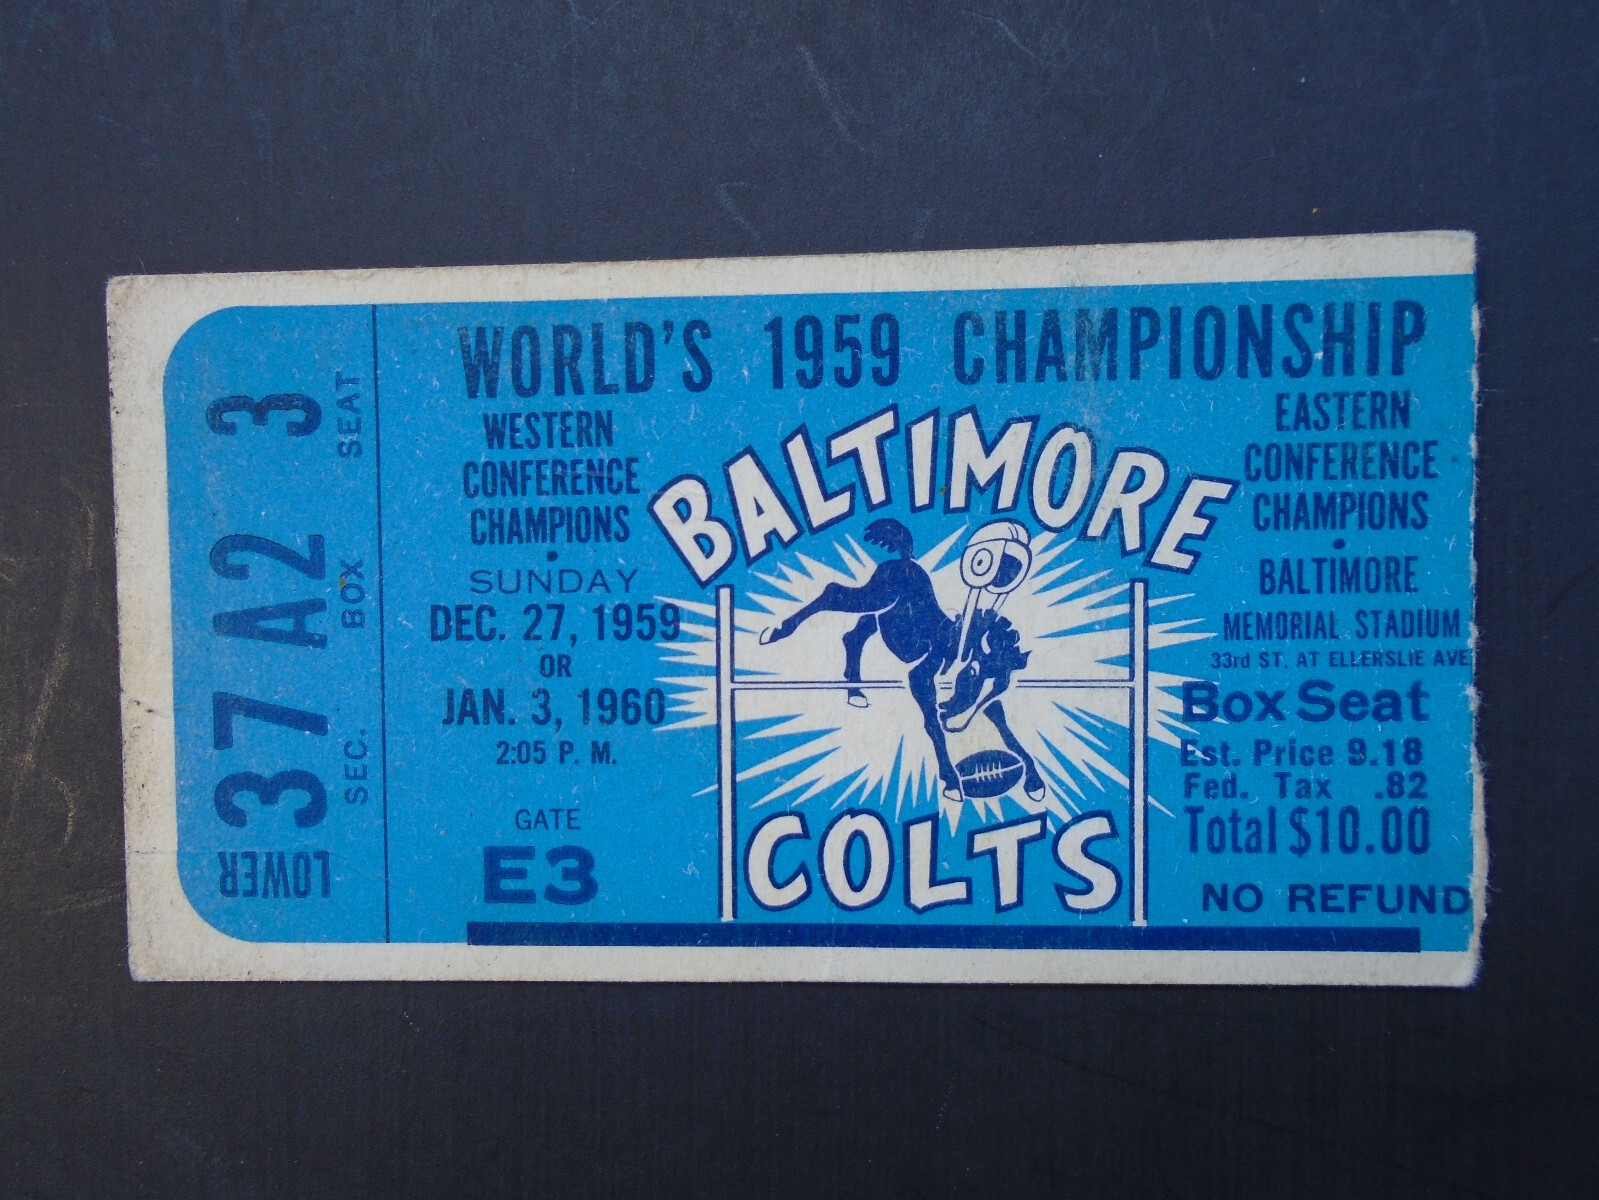 WORLD'S 1959 CHAMPIONSHIP
WESTERN
CONFERENCE
CHAMPIONS
•
SUNDAY
DEC. 27, 1959
OR
JAN. 3, 1960
2:05 P. M.
GATE
E3
BALTIMORE
COLTS
EASTERN
CONFERENCE
CHAMPIONS
•
BALTIMORE
MEMORIAL STADIUM
33rd ST. AT ELLERSLIE AVE
Box Seat
Est. Price 9.18
Fed. Tax .82
Total $10.00
NO REFUND
LOWER
37 A2 3
SEC. BOX SEAT